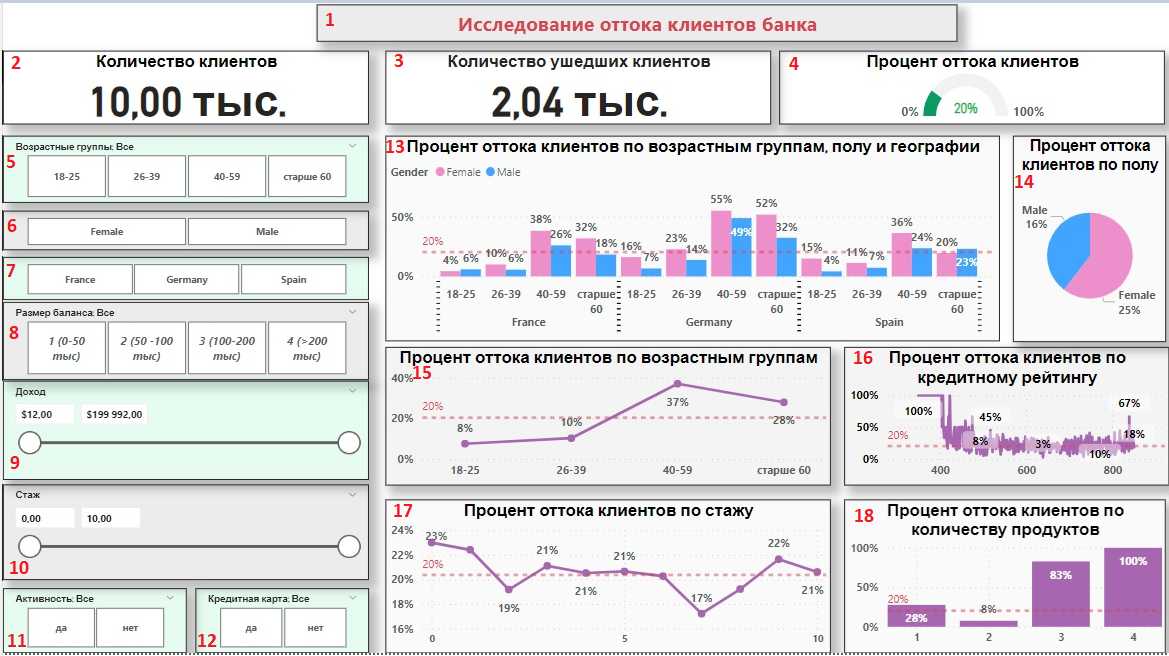 1 Исследование оттока клиентов банка
2 Количество клиентов
10,00 тыс.
3 Количество ушедших клиентов
2,04 тыс.
4 Процент оттока клиентов
0% 20% 100%
5 Возрастные группы: Все
18-25 26-39 40-59 старше 60
6 Female Male
7 France Germany Spain
8 Размер баланса: Все
1 (0-50 тыс) 2 (50 -100 тыс) 3 (100-200 тыс) 4 (>200 тыс)
9 Доход
$12,00 $199 992,00
10 Стаж
0,00 10,00
11 Активность: Все
да нет
12 Кредитная карта: Все
да нет
13 Процент оттока клиентов по возрастным группам, полу и географии
Gender Female Male
50%
20%
0%
4% 6% 10% 6% 38% 26% 32% 18% 16% 7% 23% 14% 55% 49% 52% 32% 15% 4% 11% 7% 36% 24% 20% 23%
18-25 26-39 40-59 старше 60 18-25 26-39 40-59 старше 60 18-25 26-39 40-59 старше 60
France Germany Spain
14 Процент оттока
клиентов по полу
Male
16%
Female
25%
15 Процент оттока клиентов по возрастным группам
40%
20%
20%
0%
8% 10% 37% 28%
18-25 26-39 40-59 старше 60
16 Процент оттока клиентов по
кредитному рейтингу
100%
50%
20%
0%
100% 8% 45% 3% 10% 67% 18%
400 600 800
17 Процент оттока клиентов по стажу
24%
22%
20%
20%
18%
16%
23% 19% 21% 21% 21% 17% 22% 21%
0 5 10
18 Процент оттока клиентов по
количеству продуктов
100%
50%
20%
0%
28% 8% 83% 100%
1 2 3 4